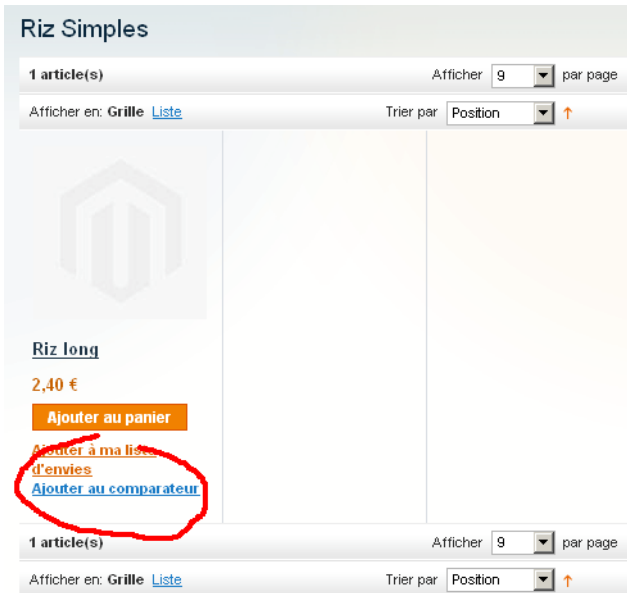 Riz Simples
1 article(s) Afficher 9 par page
Afficher en: Grille Liste Trier par Position
Riz long
2,40 €
Ajouter au panier
Ajouter à ma liste
d'envies
Ajouter au comparateur
1 article(s) Afficher 9 par page
Afficher en: Grille Liste Trier par Position